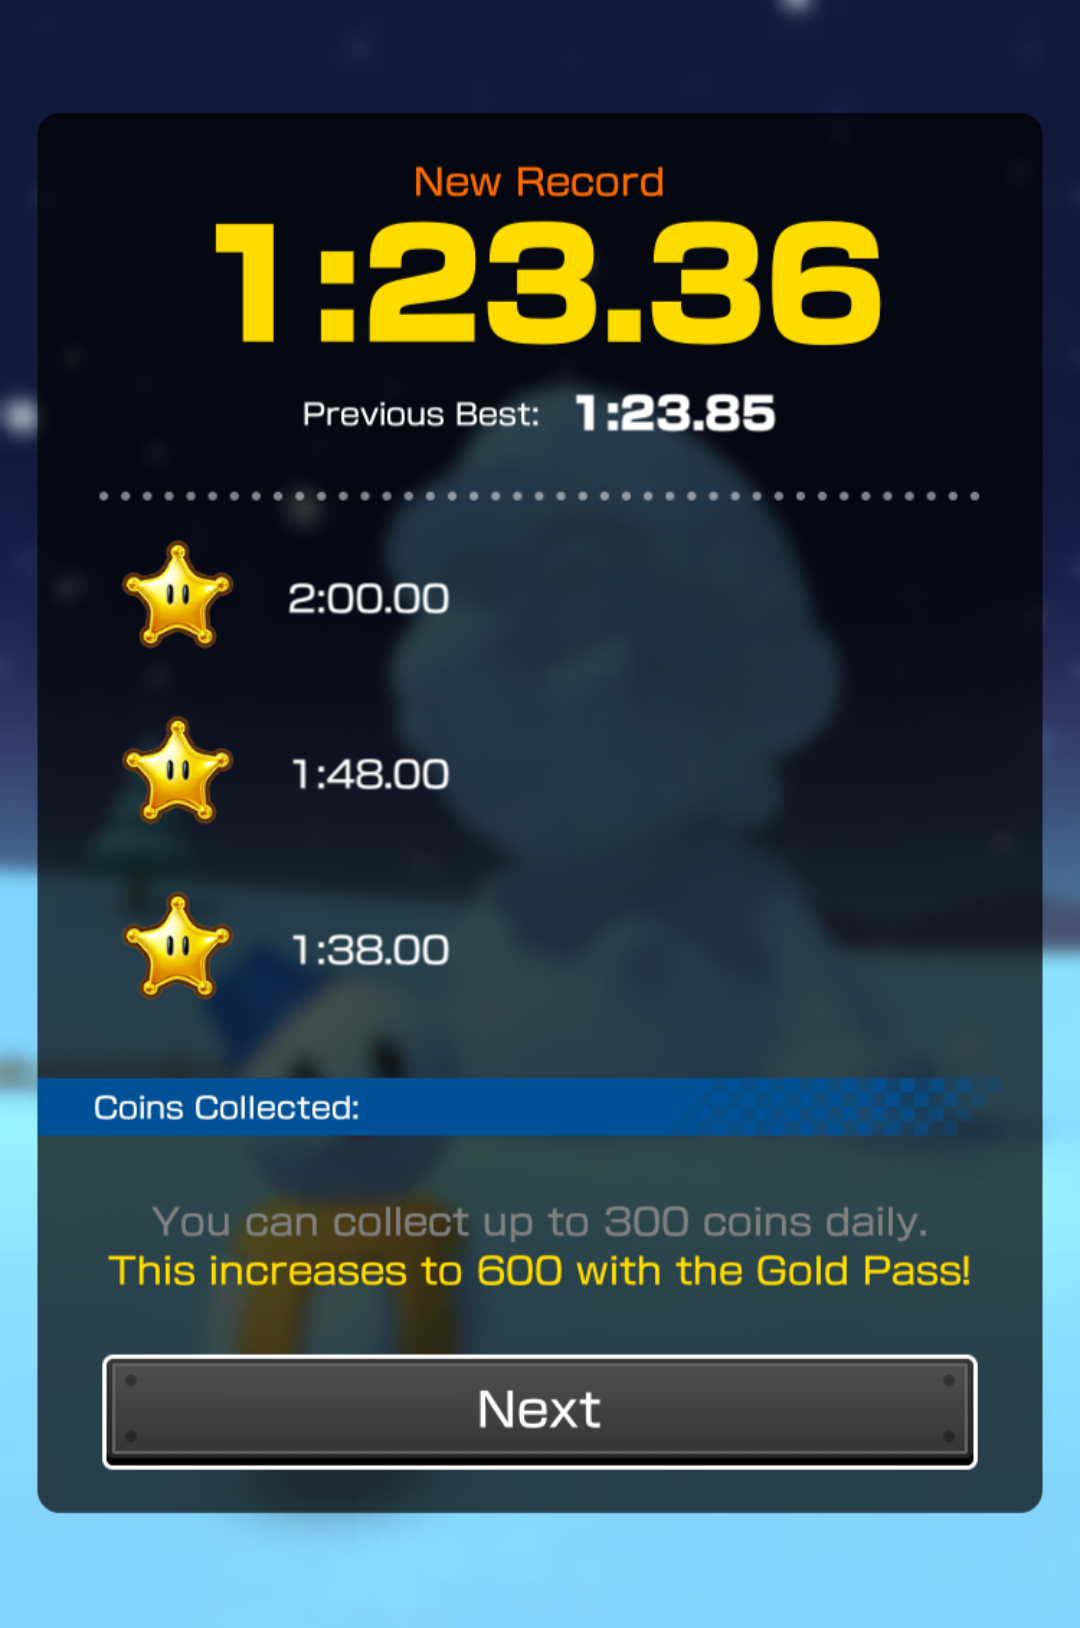 New Record
1:23.36
Previous Best: 1:23.85
2:00.00
1:48.00
1:38.00
Coins Collected:
You can collect up to 300 coins daily.
This increases to 600 with the Gold Pass!
Next